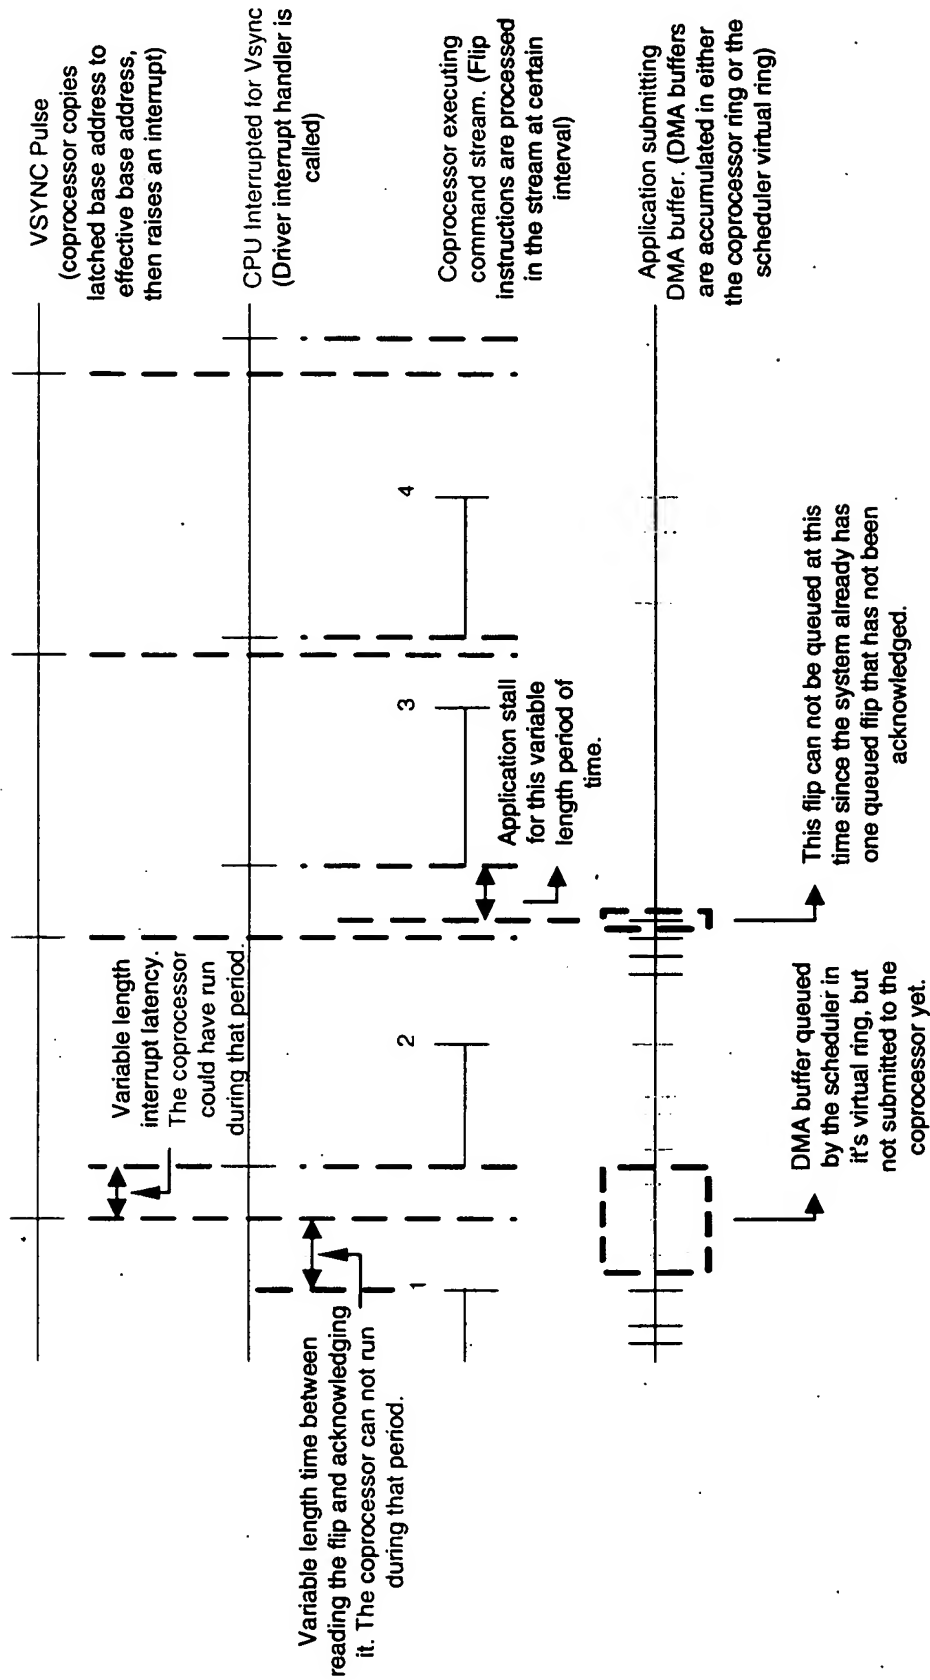 VSYNC Pulse
(coprocessor copies
latched base address to
effective base address,
then raises an interrupt)
CPU Interrupted for Vsync
(Driver interrupt handler is
called)
Coprocessor executing
command stream. (Flip
instructions are processed
in the stream at certain
interval)
Application submitting
DMA buffer. (DMA buffers
are accumulated in either
the coprocessor ring or the
scheduler virtual ring)
Variable length
interrupt latency.
The coprocessor
could have run
during that period.
Variable length time between
reading the flip and acknowledging
it. The coprocessor can not run
during that period.
1
2
3
4
Application stall
for this variable
length period of
time.
DMA buffer queued
by the scheduler in
it's virtual ring, but
not submitted to the
coprocessor yet.
This flip can not be queued at this
time since the system already has
one queued flip that has not been
acknowledged.